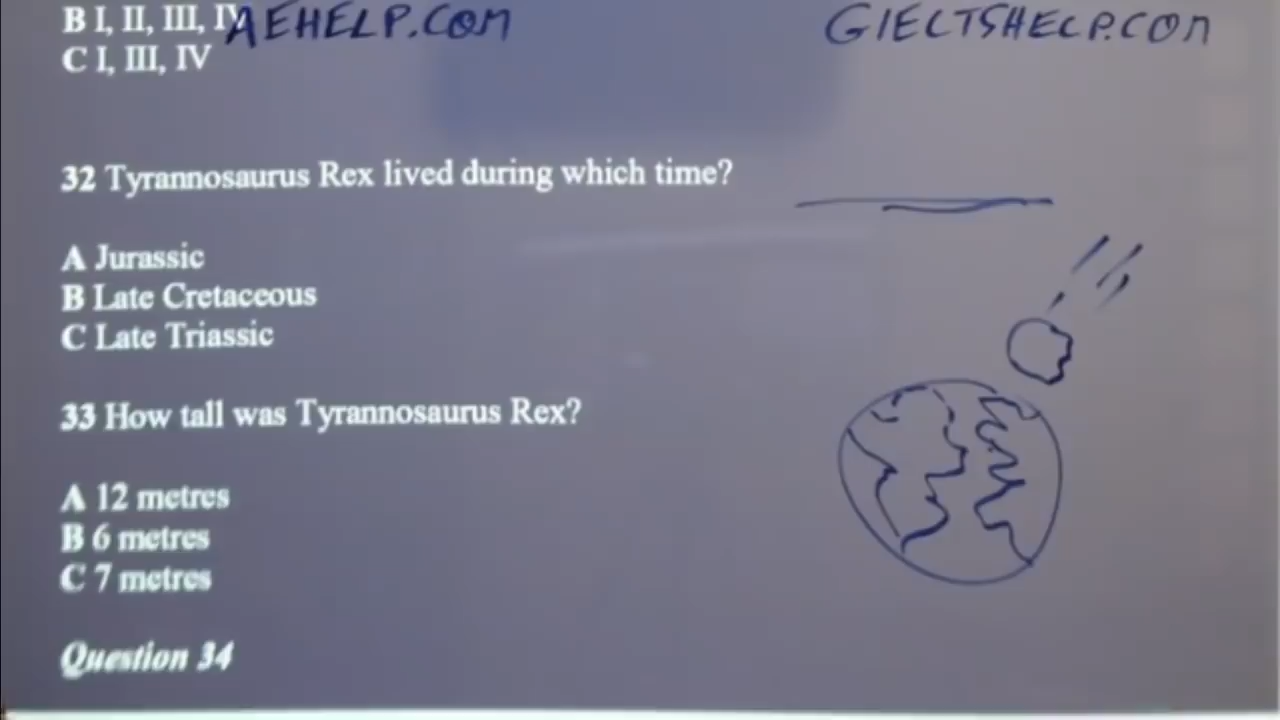 B I, II, III, IV AEHELP.COM GIELTSHELP.COM
C I, III, IV
32 Tyrannosaurus Rex lived during which time?
A Jurassic
B Late Cretaceous
C Late Triassic
33 How tall was Tyrannosaurus Rex?
A 12 metres
B 6 metres
C 7 metres
Question 34